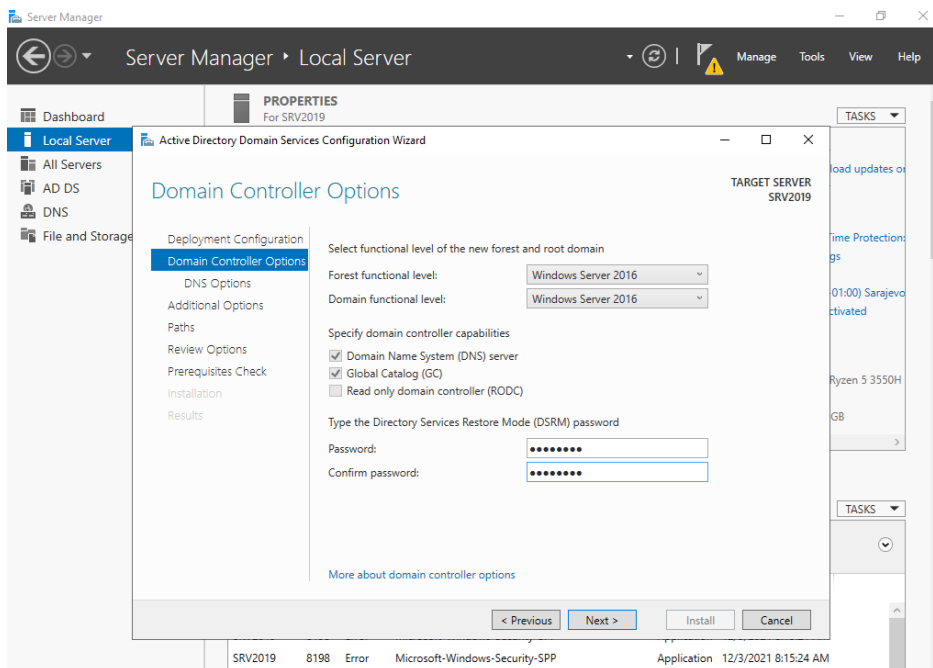 Server Manager
Server Manager ‣ Local Server
Manage Tools View Help
Dashboard
Local Server
All Servers
AD DS
DNS
File and Storage
PROPERTIES
For SRV2019
TASKS
load updates or
Time Protection:
gs
-01:00) Sarajevo
ctivated
Ryzen 5 3550H
GB
TASKS
Active Directory Domain Services Configuration Wizard
Domain Controller Options
TARGET SERVER
SRV2019
Deployment Configuration
Domain Controller Options
DNS Options
Additional Options
Paths
Review Options
Prerequisites Check
Installation
Results
Select functional level of the new forest and root domain
Forest functional level: Windows Server 2016
Domain functional level: Windows Server 2016
Specify domain controller capabilities
Domain Name System (DNS) server
Global Catalog (GC)
Read only domain controller (RODC)
Type the Directory Services Restore Mode (DSRM) password
Password: ••••••••
Confirm password: ••••••••
More about domain controller options
< Previous Next > Install Cancel
SRV2019 8198 Error Microsoft-Windows-Security-SPP Application 12/3/2021 8:15:24 AM